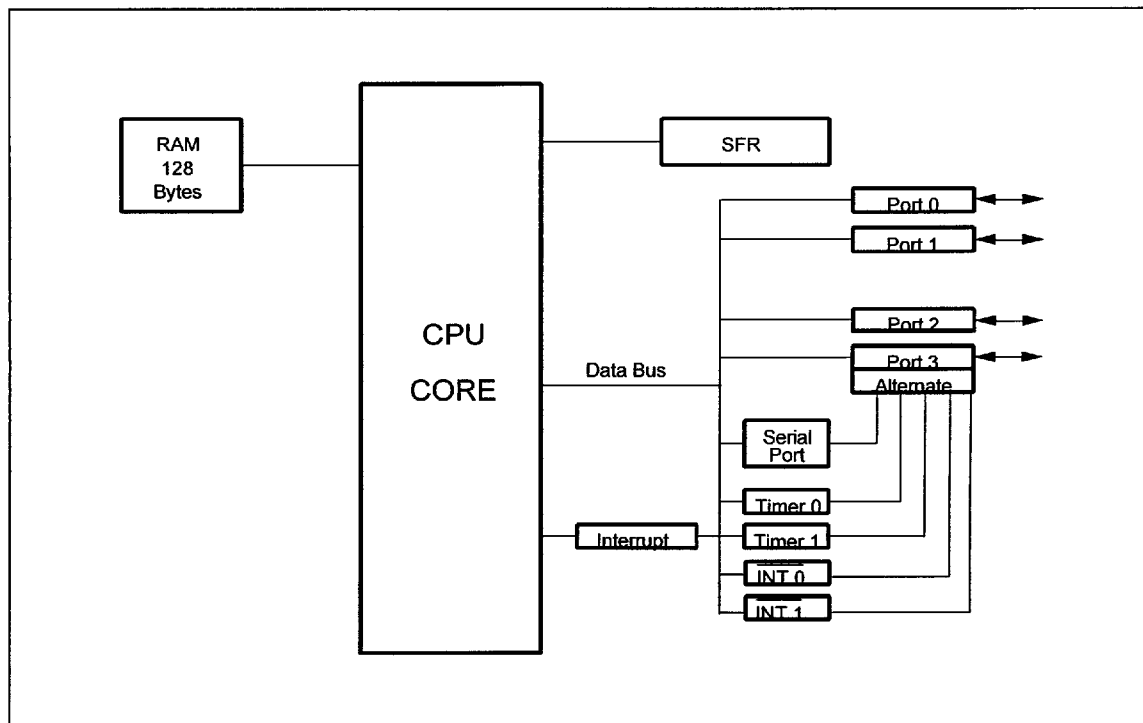 RAM
128
Bytes
SFR
Port 0
Port 1
CPU
CORE
Port 2
Port 3
Data Bus
Alternate
Serial
Port
Timer 0
Interrupt
Timer 1
INT 0
INT 1